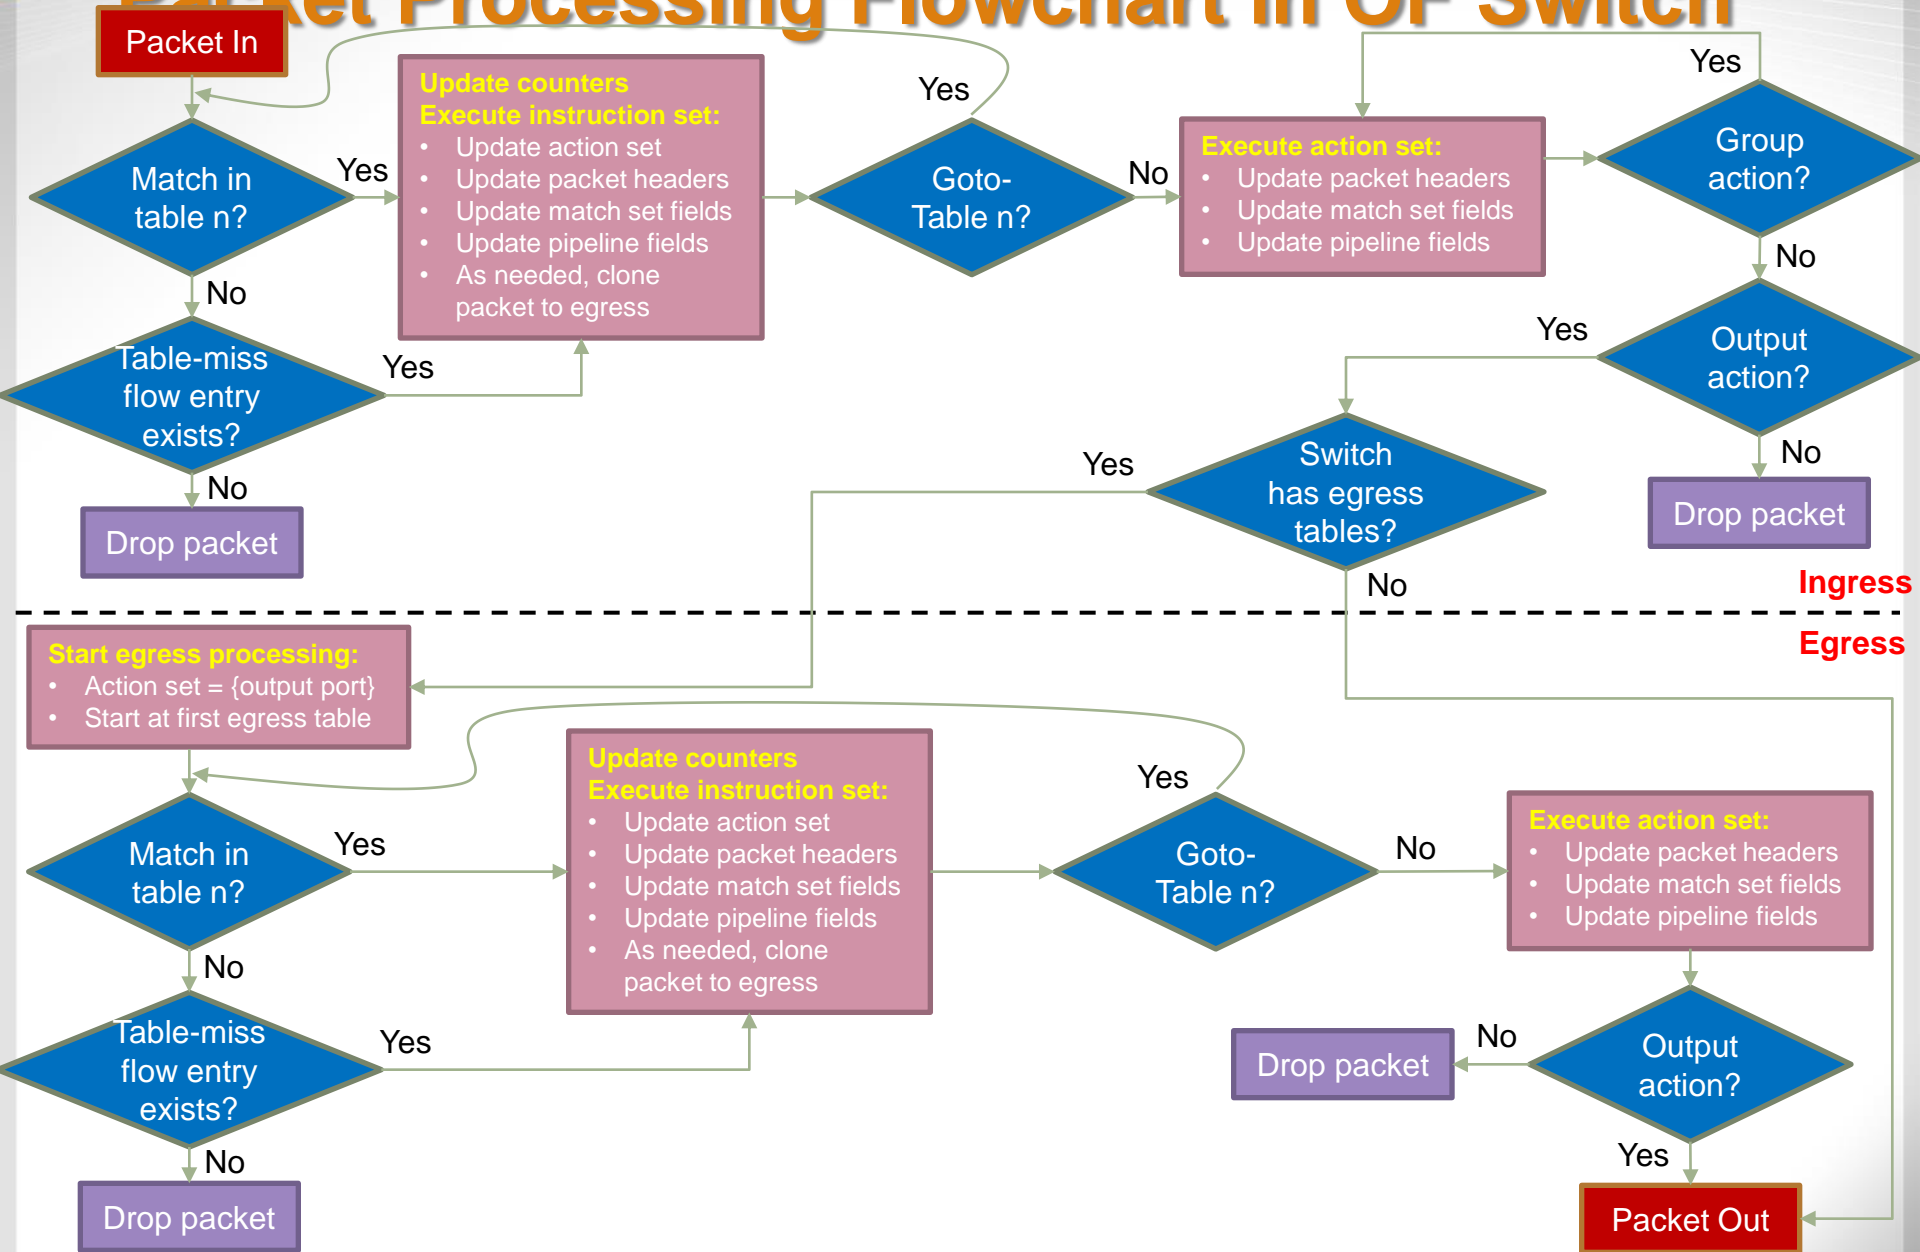 Packet Processing Flowchart in OF Switch
Packet In
Match in
table n?
Yes
No
Table-miss
flow entry
exists?
Yes
No
Drop packet
Update counters
Execute instruction set:
• Update action set
• Update packet headers
• Update match set fields
• Update pipeline fields
• As needed, clone
packet to egress
Goto-
Table n?
Yes
No
Execute action set:
• Update packet headers
• Update match set fields
• Update pipeline fields
Group
action?
Yes
No
Output
action?
Yes
No
Drop packet
Switch
has egress
tables?
Yes
No
Ingress
Egress
Start egress processing:
• Action set = {output port}
• Start at first egress table
Match in
table n?
Yes
No
Table-miss
flow entry
exists?
Yes
No
Drop packet
Update counters
Execute instruction set:
• Update action set
• Update packet headers
• Update match set fields
• Update pipeline fields
• As needed, clone
packet to egress
Goto-
Table n?
Yes
No
Execute action set:
• Update packet headers
• Update match set fields
• Update pipeline fields
Output
action?
No
Drop packet
Yes
Packet Out